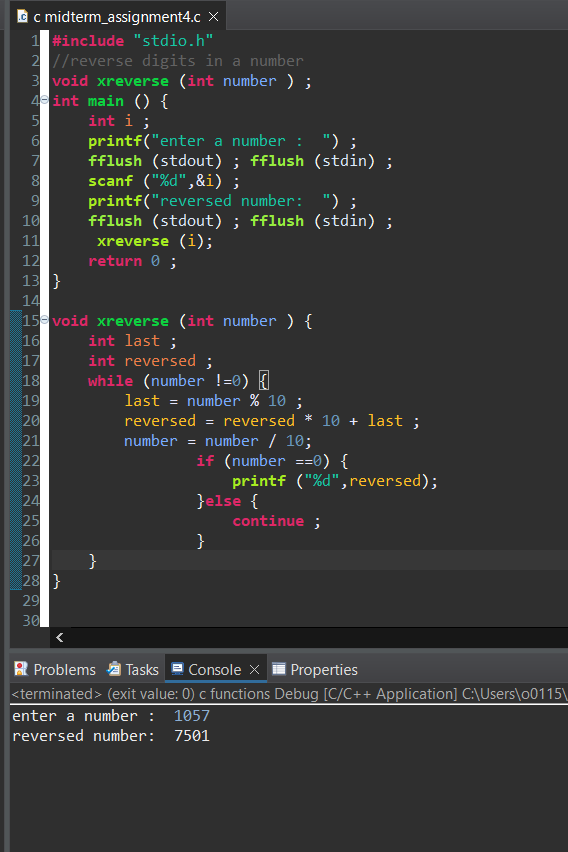 c midterm_assignment4.c
1 #include "stdio.h"
2 //reverse digits in a number
3 void xreverse (int number ) ;
4 int main () {
5     int i ;
6     printf("enter a number :  ") ;
7     fflush (stdout) ; fflush (stdin) ;
8     scanf ("%d",&i) ;
9     printf("reversed number:  ") ;
10     fflush (stdout) ; fflush (stdin) ;
11      xreverse (i);
12     return 0 ;
13 }
14
15 void xreverse (int number ) {
16     int last ;
17     int reversed ;
18     while (number !=0) {
19         last = number % 10 ;
20         reversed = reversed * 10 + last ;
21         number = number / 10;
22                 if (number ==0) {
23                     printf ("%d",reversed);
24                 }else {
25                     continue ;
26                 }
27     }
28 }
29
30
Problems Tasks Console Properties
<terminated> (exit value: 0) c functions Debug [C/C++ Application] C:\Users\o0115\
enter a number :  1057
reversed number:  7501